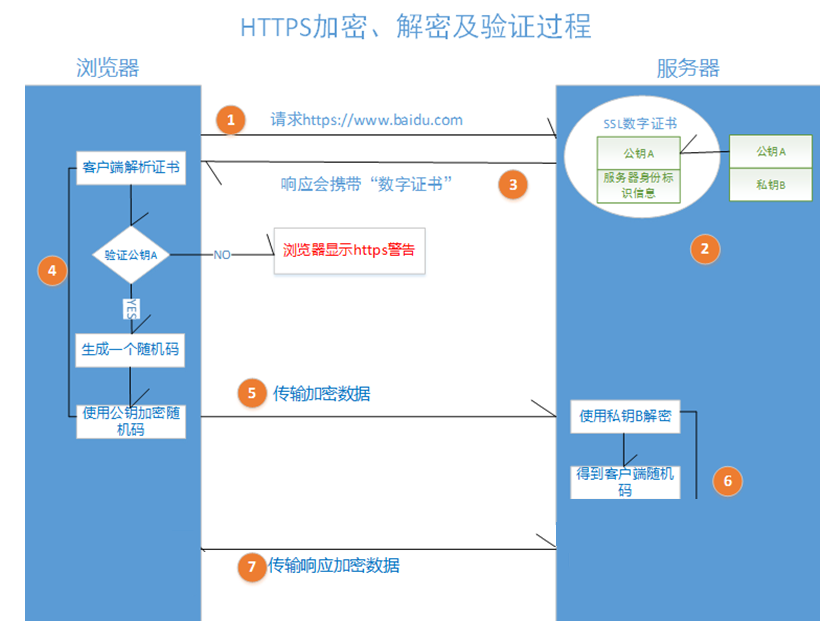 HTTPS加密、解密及验证过程
浏览器
服务器
1
请求https://www.baidu.com
SSL数字证书
公钥A
服务器身份标
识信息
公钥A
私钥B
客户端解析证书
响应会携带“数字证书”
3
2
4
验证公钥A
NO
浏览器显示https警告
YES
生成一个随机码
5
传输加密数据
使用公钥加密随
机码
使用私钥B解密
得到客户端随机
码
6
7
传输响应加密数据